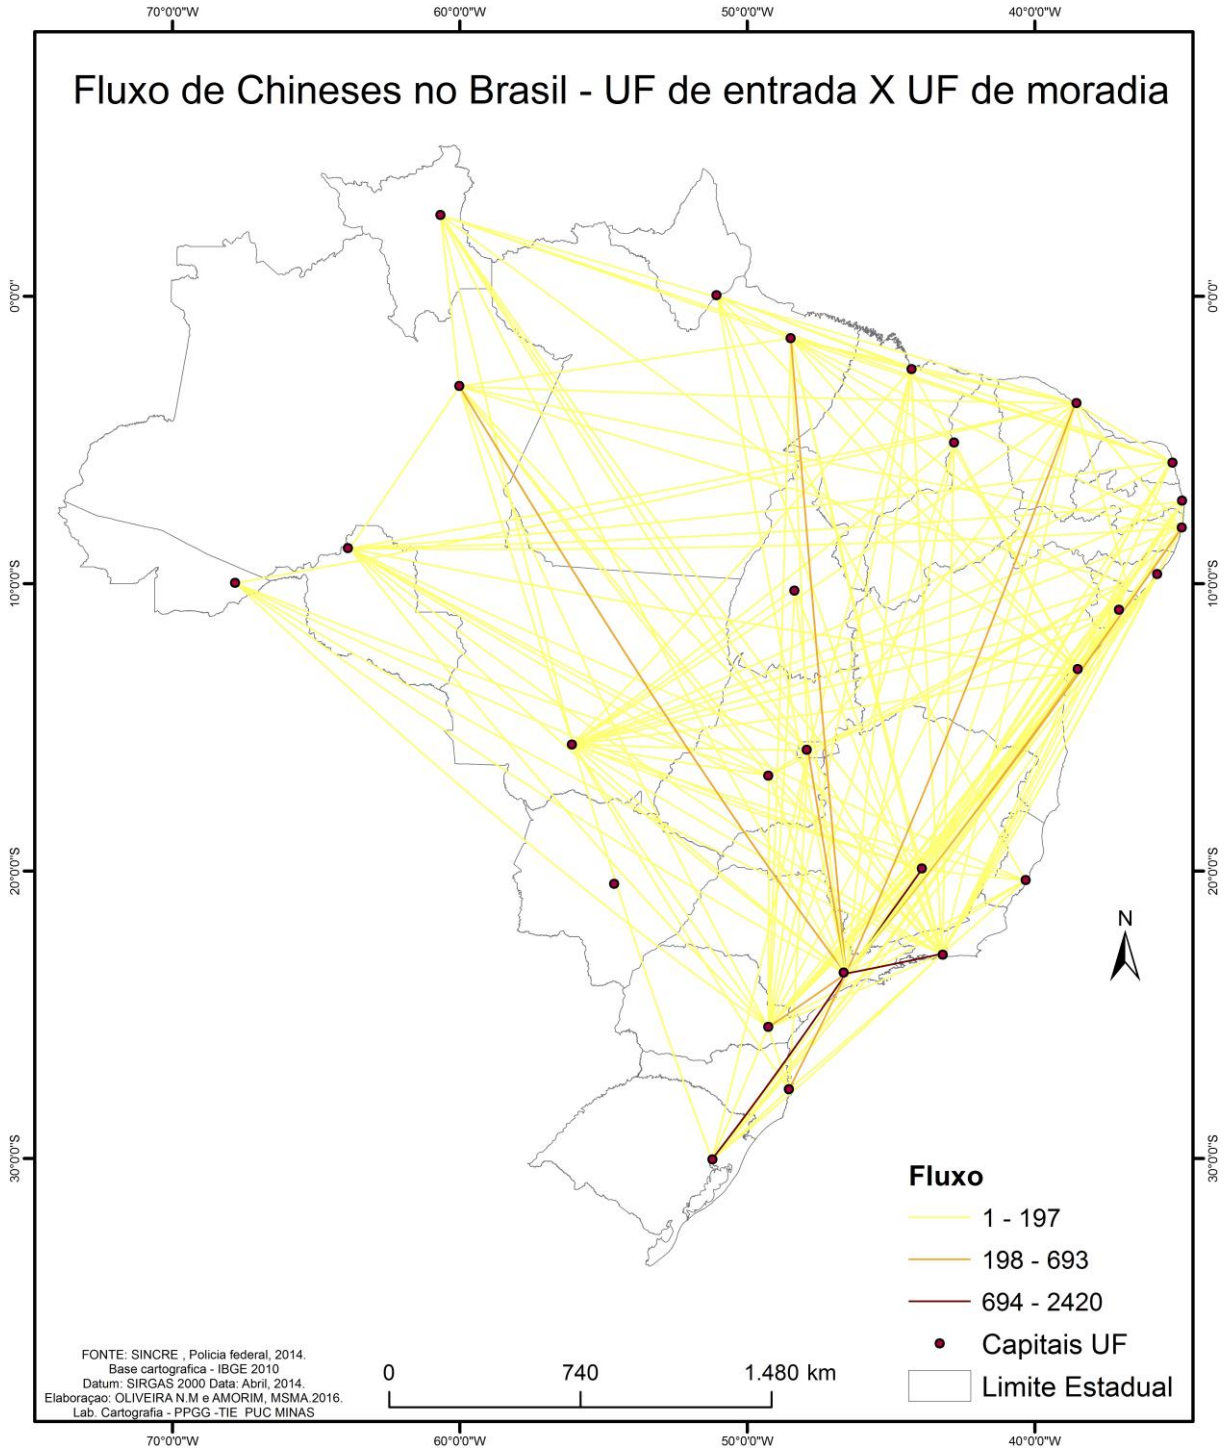 70°0'0"W 60°0'0"W 50°0'0"W 40°0'0"W
Fluxo de Chineses no Brasil - UF de entrada X UF de moradia
0°0'0" 0°0'0"
10°0'0"S 10°0'0"S
20°0'0"S 20°0'0"S
N
30°0'0"S 30°0'0"S
Fluxo
1 - 197
198 - 693
694 - 2420
Capitais UF
Limite Estadual
FONTE: SINCRE , Policia federal, 2014.
Base cartografica - IBGE 2010
Datum: SIRGAS 2000 Data: Abril, 2014.
Elaboraçao: OLIVEIRA N.M e AMORIM, MSMA.2016.
Lab. Cartografia - PPGG -TIE PUC MINAS
0 740 1.480 km
70°0'0"W 60°0'0"W 50°0'0"W 40°0'0"W